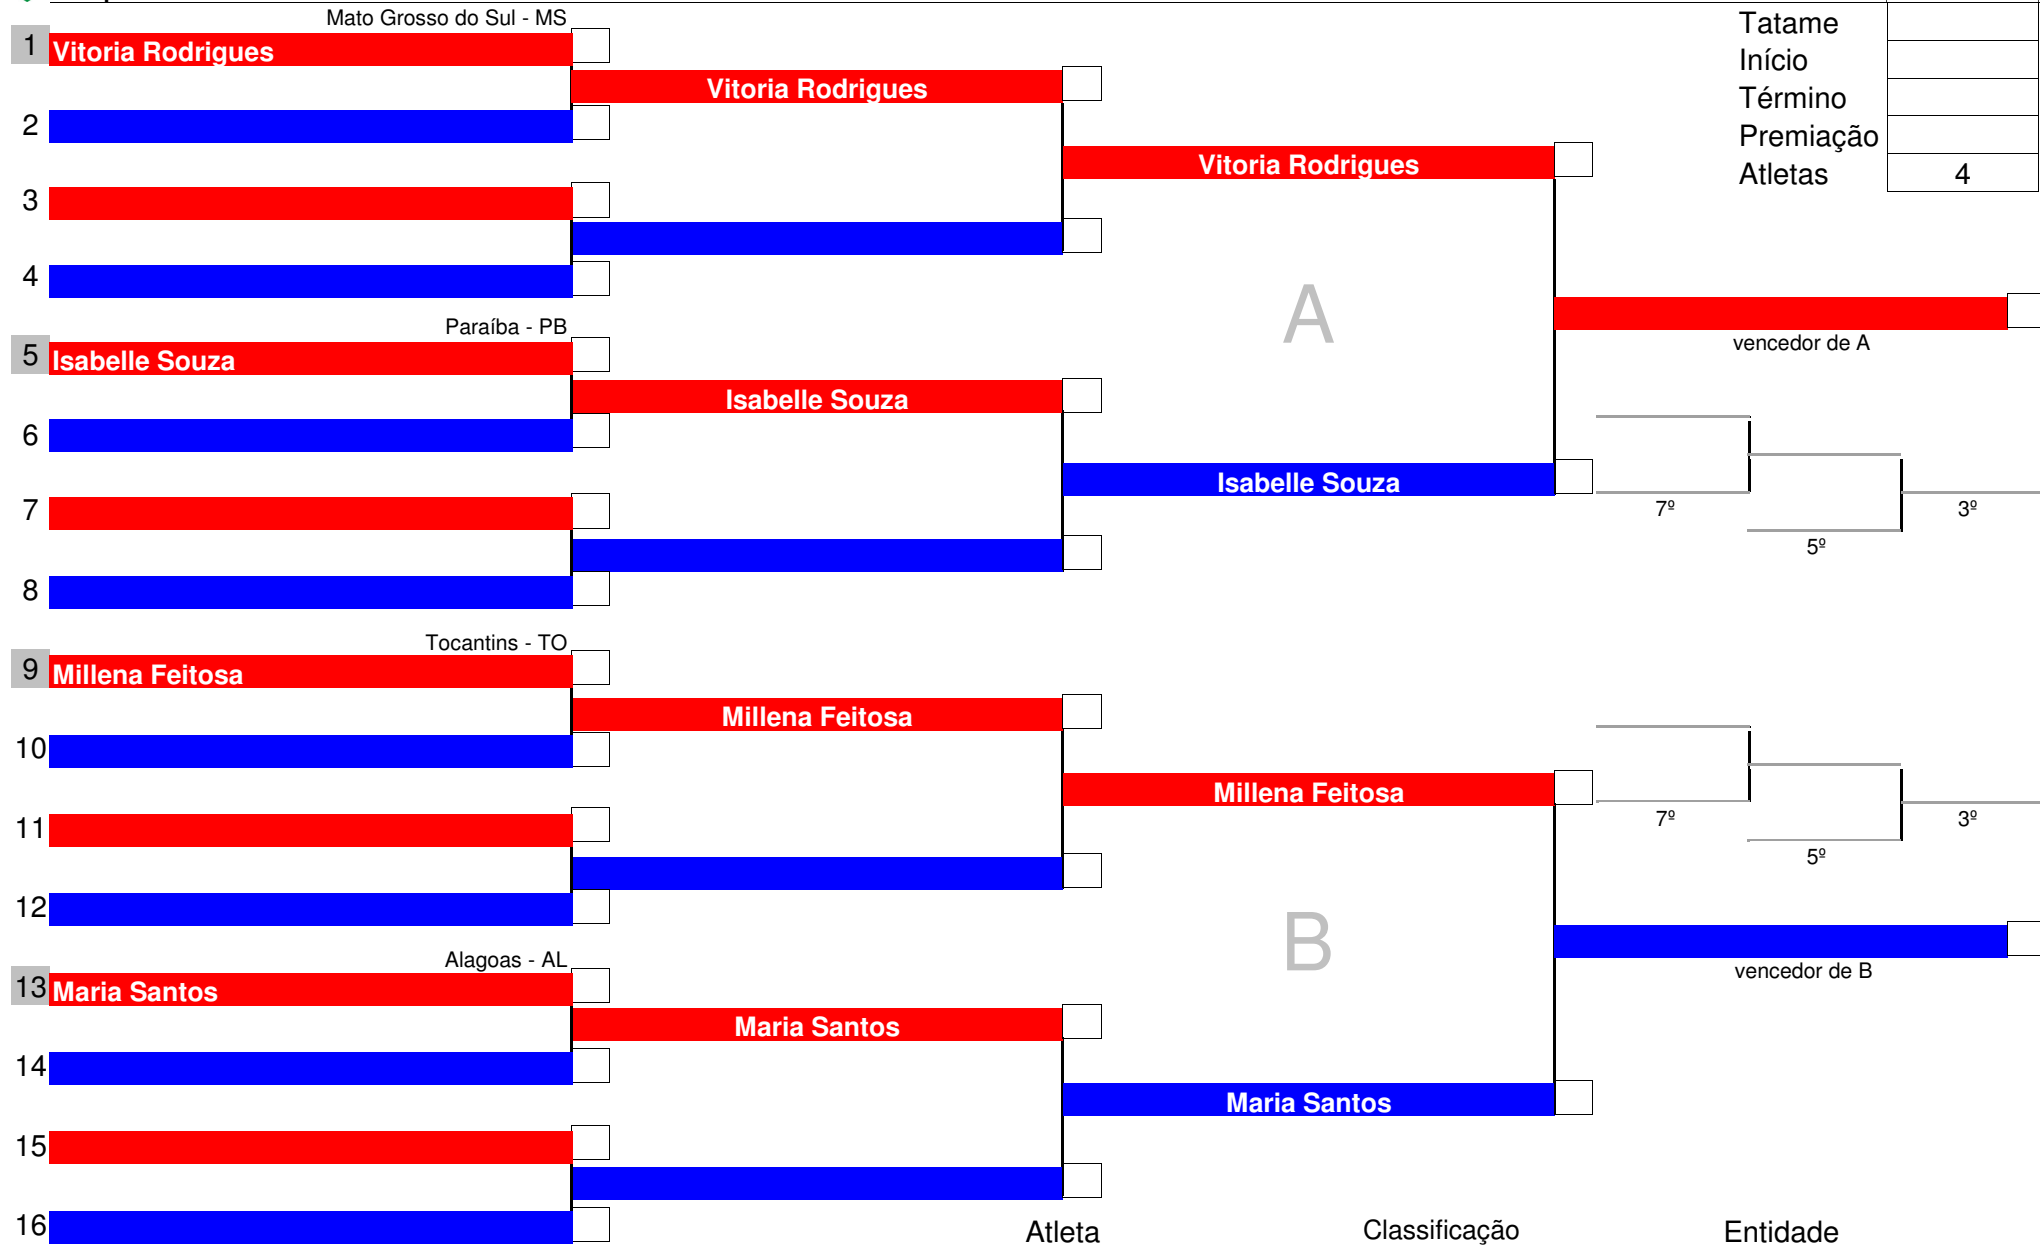 Mato Grosso do Sul - MS
Tatame
1 Vitoria Rodrigues
Início
Vitoria Rodrigues
Término
2
Premiação
Vitoria Rodrigues
Atletas 4
3
4
A
Paraíba - PB
vencedor de A
5 Isabelle Souza
Isabelle Souza
6
Isabelle Souza
7
7º
3º
5º
8
Tocantins - TO
9 Millena Feitosa
Millena Feitosa
10
Millena Feitosa
7º
3º
11
5º
12
B
Alagoas - AL
vencedor de B
13 Maria Santos
Maria Santos
14
Maria Santos
15
16
Atleta Classificação Entidade